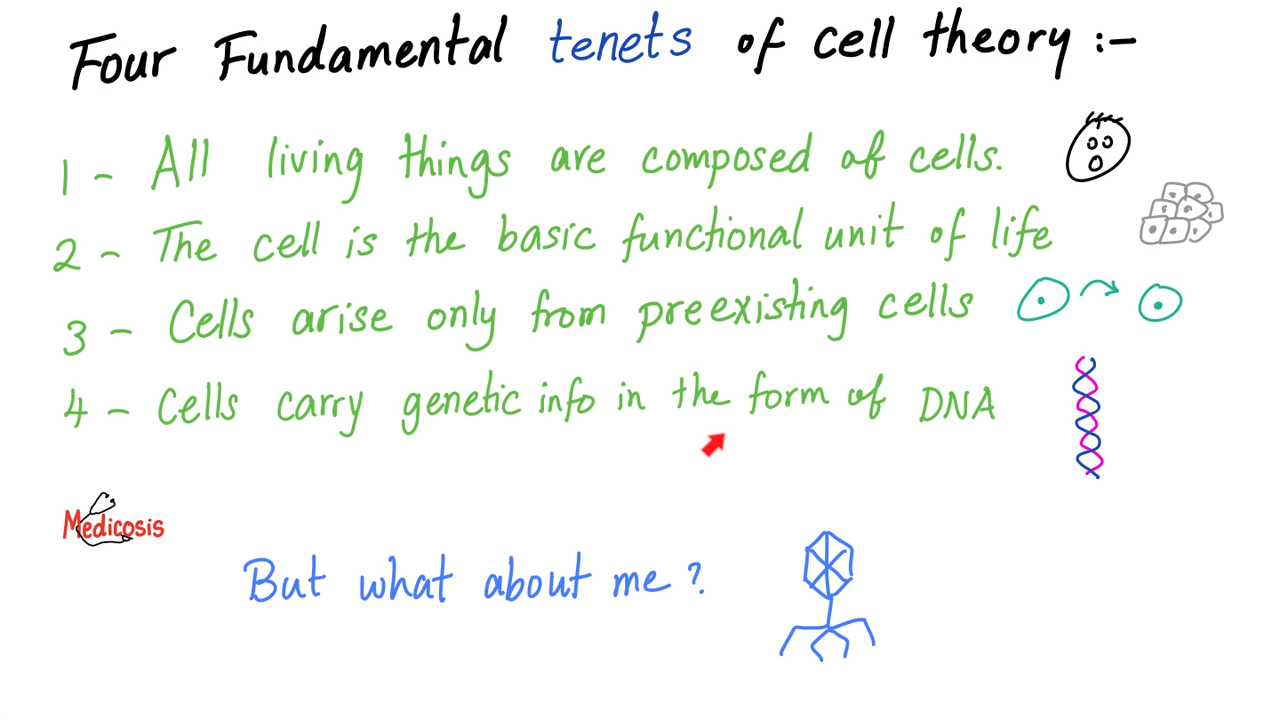 Four Fundamental tenets of cell theory :-
1 - All living things are composed of cells.
2 - The cell is the basic functional unit of life
3 - Cells arise only from preexisting cells
4 - Cells carry genetic info in the form of DNA
Medicosis
But what about me ?